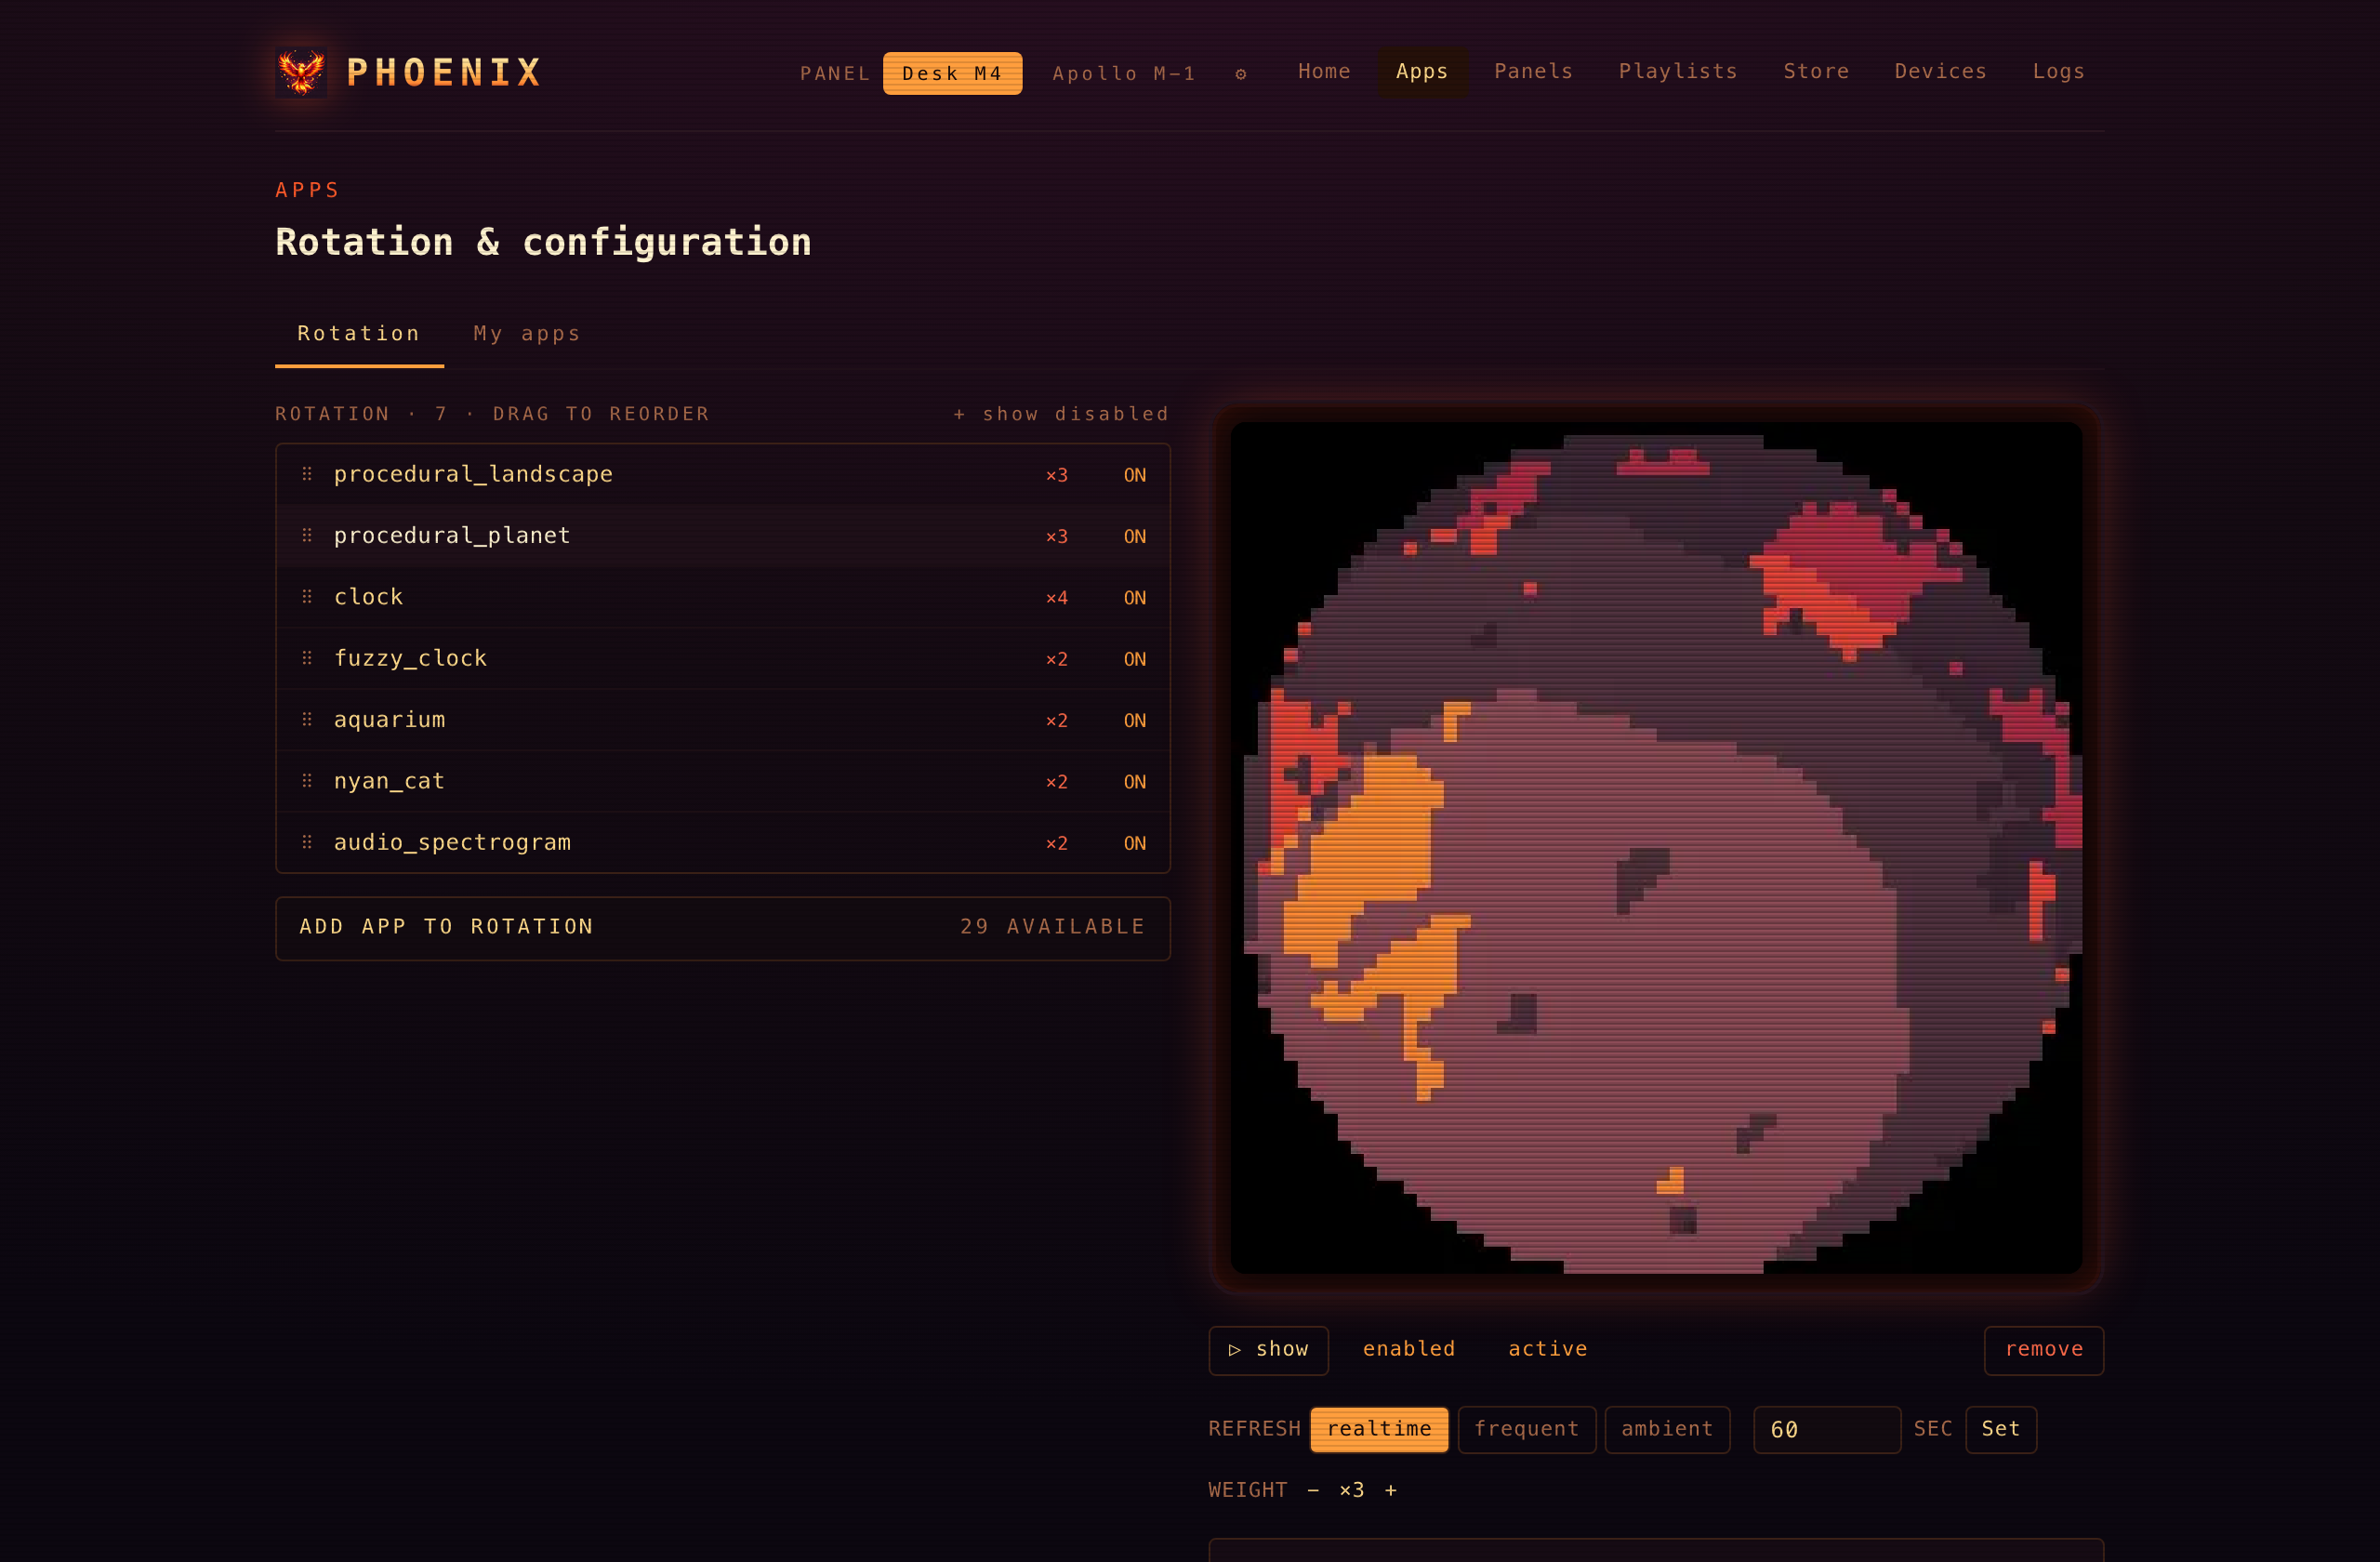 PHOENIX
PANEL Desk M4 Apollo M-1 ⚙ Home Apps Panels Playlists Store Devices Logs
APPS
Rotation & configuration
Rotation My apps
ROTATION · 7 · DRAG TO REORDER + show disabled
⠿ procedural_landscape ×3 ON
⠿ procedural_planet ×3 ON
⠿ clock ×4 ON
⠿ fuzzy_clock ×2 ON
⠿ aquarium ×2 ON
⠿ nyan_cat ×2 ON
⠿ audio_spectrogram ×2 ON
ADD APP TO ROTATION 29 AVAILABLE
▷ show enabled active remove
REFRESH realtime frequent ambient 60 SEC Set
WEIGHT − ×3 +